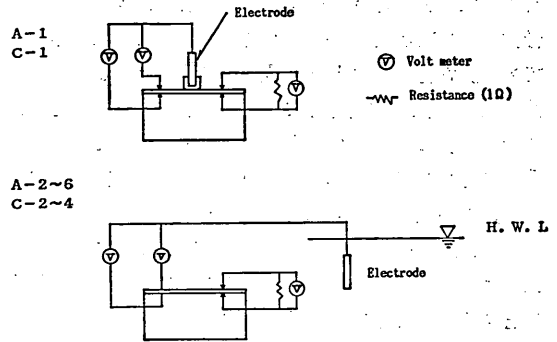 Electrode
A-1
C-1
V V V
V Volt meter
Resistance (1Ω)
A-2~6
C-2~4
H. W. L
V V V
Electrode